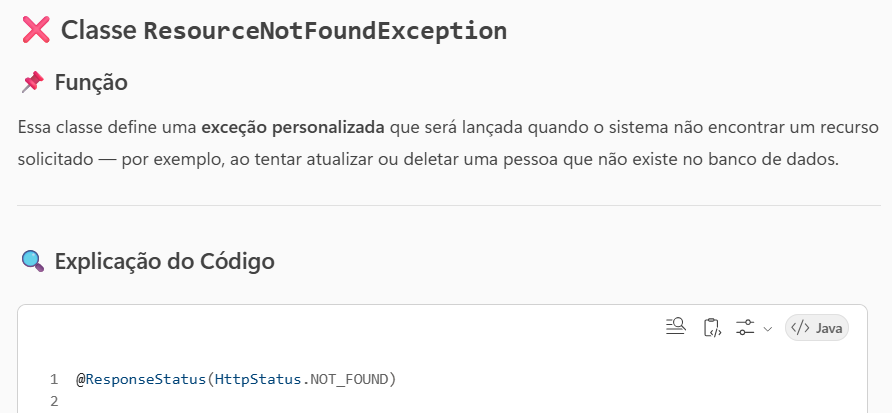 ❌ Classe ResourceNotFoundException
📌 Função
Essa classe define uma exceção personalizada que será lançada quando o sistema não encontrar um recurso
solicitado — por exemplo, ao tentar atualizar ou deletar uma pessoa que não existe no banco de dados.
🔍 Explicação do Código
</> Java
1 @ResponseStatus(HttpStatus.NOT_FOUND)
2